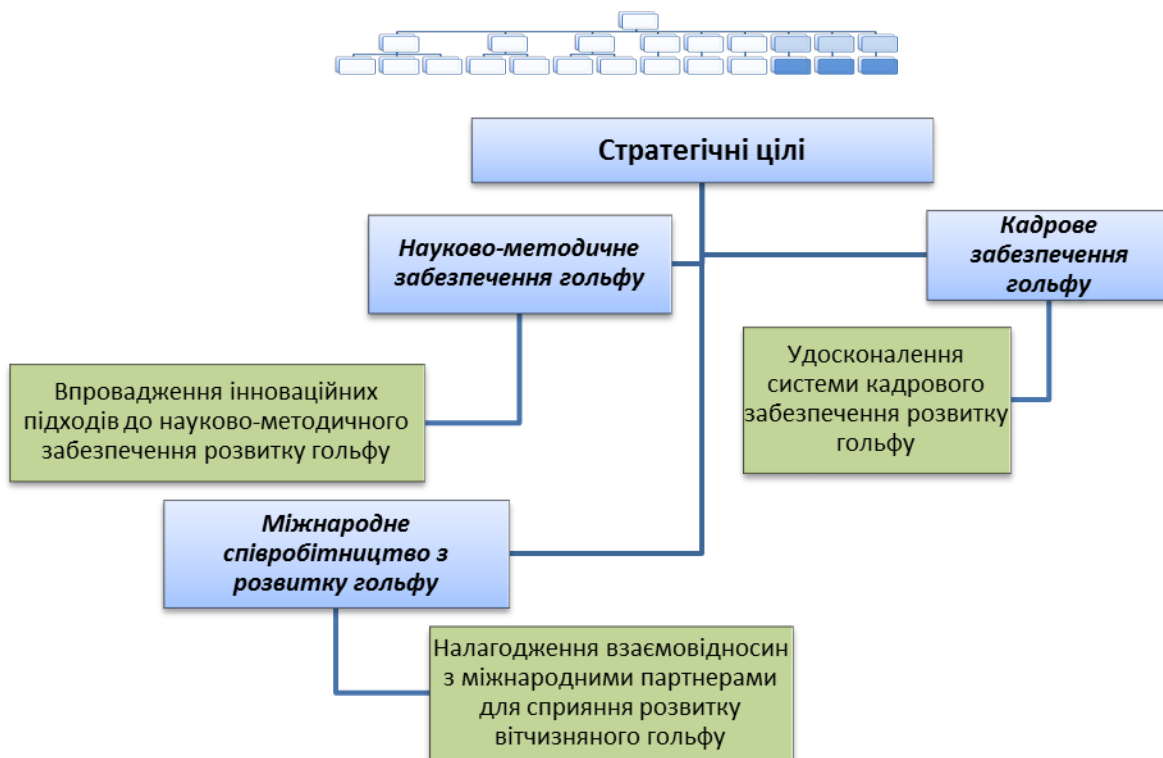 Стратегічні цілі
Науково-методичне
забезпечення гольфу
Кадрове
забезпечення
гольфу
Впровадження інноваційних
підходів до науково-методичного
забезпечення розвитку гольфу
Удосконалення
системи кадрового
забезпечення розвитку
гольфу
Міжнародне
співробітництво з
розвитку гольфу
Налагодження взаємовідносин
з міжнародними партнерами
для сприяння розвитку
вітчизняного гольфу